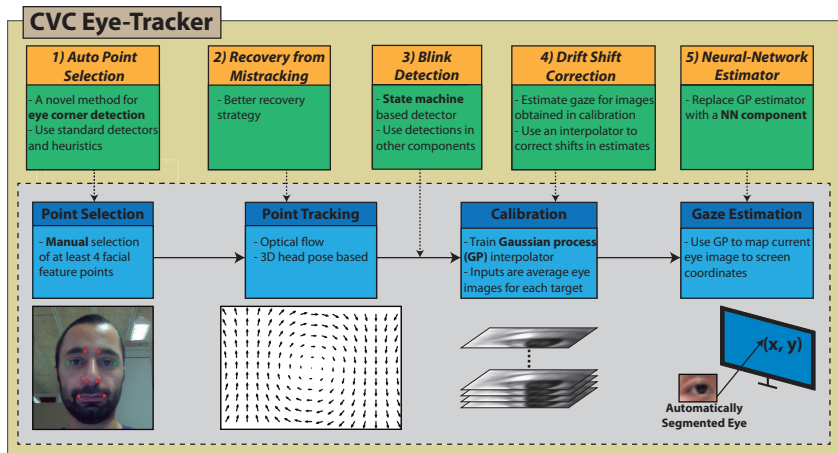 CVC Eye-Tracker
1) Auto Point
Selection
- A novel method for
eye corner detection
- Use standard detectors
and heuristics
2) Recovery from
Mistracking
- Better recovery
strategy
3) Blink
Detection
- State machine
based detector
- Use detections in
other components
4) Drift Shift
Correction
- Estimate gaze for images
obtained in calibration
- Use an interpolator to
correct shifts in estimates
5) Neural-Network
Estimator
- Replace GP estimator
with a NN component
Point Selection
- Manual selection
of at least 4 facial
feature points
Point Tracking
- Optical flow
- 3D head pose based
Calibration
- Train Gaussian process
(GP) interpolator
- Inputs are average eye
images for each target
Gaze Estimation
- Use GP to map current
eye image to screen
coordinates
(x, y)
Automatically
Segmented Eye